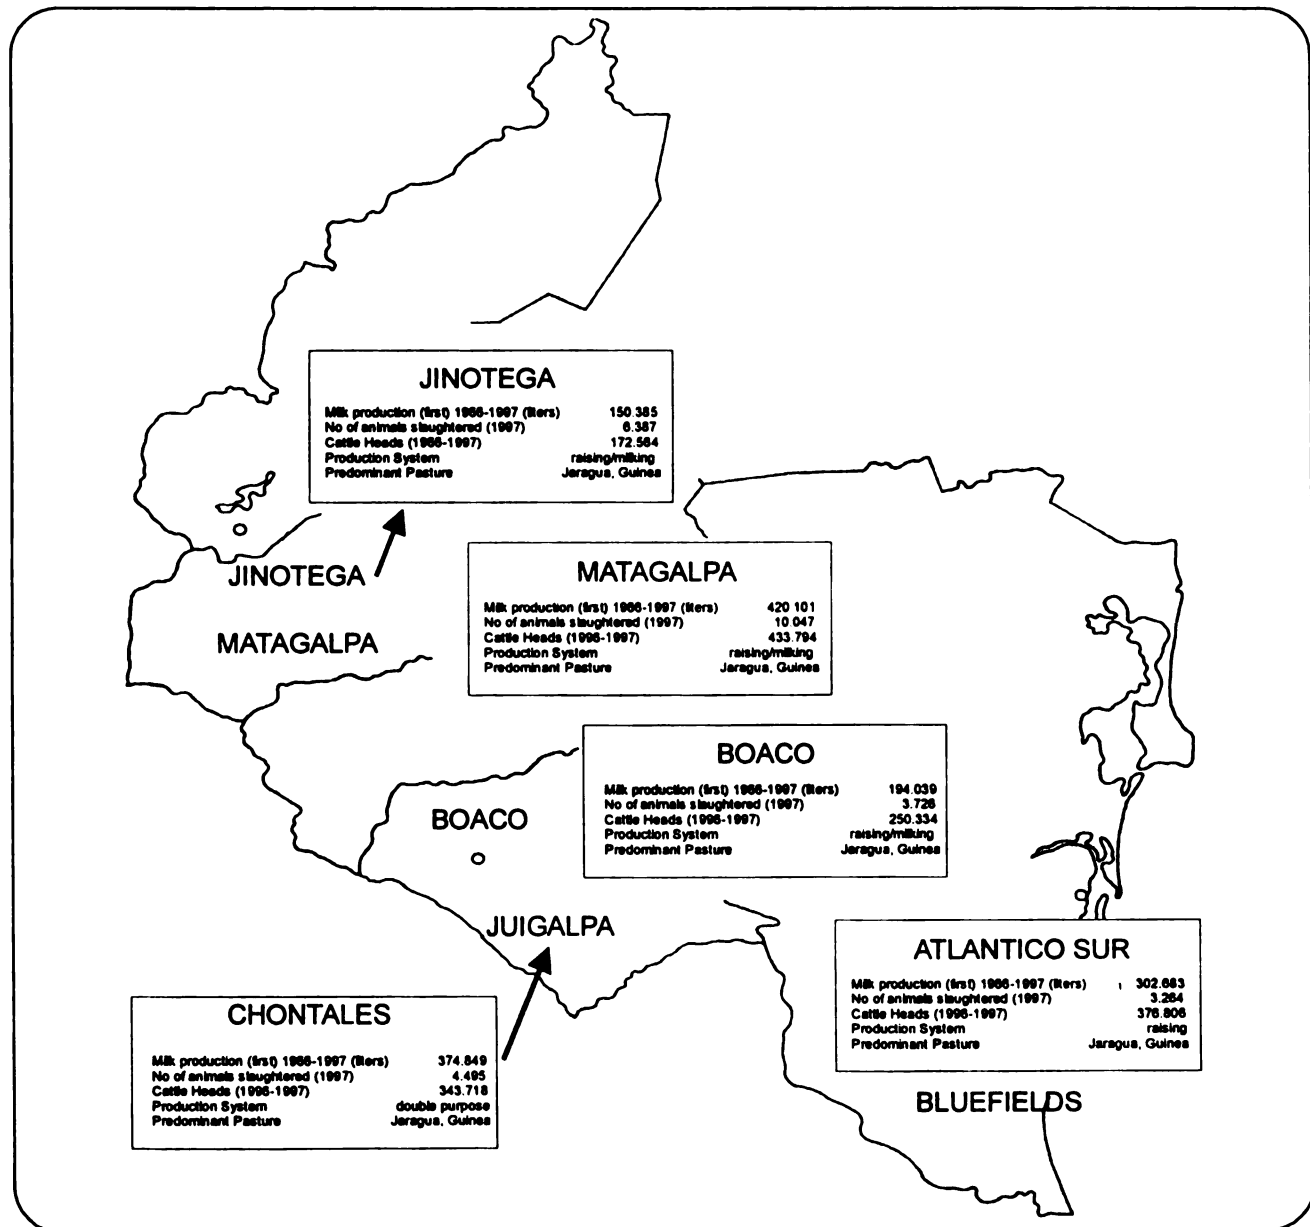 JINOTEGA
Milk production (first) 1986-1997 (liters) 150.385
No of animals slaughtered (1997) 6.387
Cattle Heads (1986-1997) 172.564
Production System raising/milking
Predominant Pasture Jaragua, Guinea
JINOTEGA
MATAGALPA
MATAGALPA
Milk production (first) 1986-1997 (liters) 420 101
No of animals slaughtered (1997) 10 047
Cattle Heads (1996-1997) 433.794
Production System raising/milking
Predominant Pasture Jaragua, Guinea
BOACO
Milk production (first) 1986-1997 (liters) 194.039
No of animals slaughtered (1997) 3.726
Cattle Heads (1996-1997) 250.334
Production System raising/milking
Predominant Pasture Jaragua, Guinea
BOACO
JUIGALPA
ATLANTICO SUR
Milk production (first) 1986-1997 (liters) 302.683
No of animals slaughtered (1997) 3.264
Cattle Heads (1996-1997) 376.806
Production System raising
Predominant Pasture Jaragua, Guinea
CHONTALES
Milk production (first) 1986-1997 (liters) 374.849
No of animals slaughtered (1997) 4.495
Cattle Heads (1996-1997) 343.718
Production System double purpose
Predominant Pasture Jaragua, Guinea
BLUEFIELDS